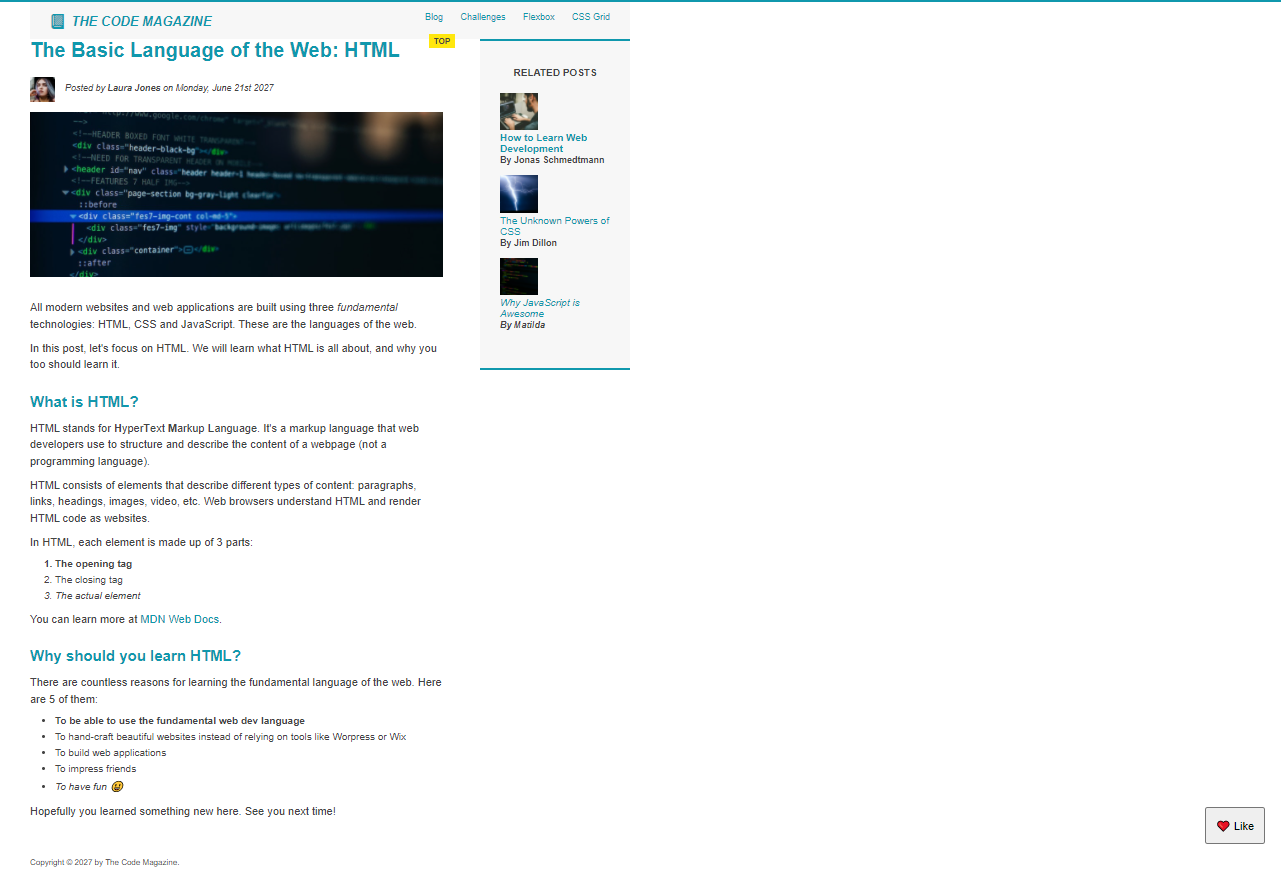 THE CODE MAGAZINE
Blog Challenges Flexbox CSS Grid
The Basic Language of the Web: HTML
TOP
Posted by Laura Jones on Monday, June 21st 2027
-->
<!--HEADER BOXED FONT WHITE TRANSPARENT-->
<div class="header-black-bg"></div>
<!--NEED FOR TRANSPARENT HEADER ON MOBILE-->
<header id="nav" class="header header-1
<!--FEATURES 7 HALF IMG-->
<div class="page-section bg-gray-light clearfix">
::before
<div class="fes7-img-cont col-md-5">
<div class="fes7-img" style="background-image:
</div>
<div class="container"></div>
::after
</div>
All modern websites and web applications are built using three fundamental
technologies: HTML, CSS and JavaScript. These are the languages of the web.
In this post, let's focus on HTML. We will learn what HTML is all about, and why you
too should learn it.
What is HTML?
HTML stands for HyperText Markup Language. It's a markup language that web
developers use to structure and describe the content of a webpage (not a
programming language).
HTML consists of elements that describe different types of content: paragraphs,
links, headings, images, video, etc. Web browsers understand HTML and render
HTML code as websites.
In HTML, each element is made up of 3 parts:
1. The opening tag
2. The closing tag
3. The actual element
You can learn more at MDN Web Docs.
Why should you learn HTML?
There are countless reasons for learning the fundamental language of the web. Here
are 5 of them:
• To be able to use the fundamental web dev language
• To hand-craft beautiful websites instead of relying on tools like Worpress or Wix
• To build web applications
• To impress friends
• To have fun 😃
Hopefully you learned something new here. See you next time!
RELATED POSTS
How to Learn Web
Development
By Jonas Schmedtmann
The Unknown Powers of
CSS
By Jim Dillon
Why JavaScript is
Awesome
By Matilda
❤️ Like
Copyright © 2027 by The Code Magazine.